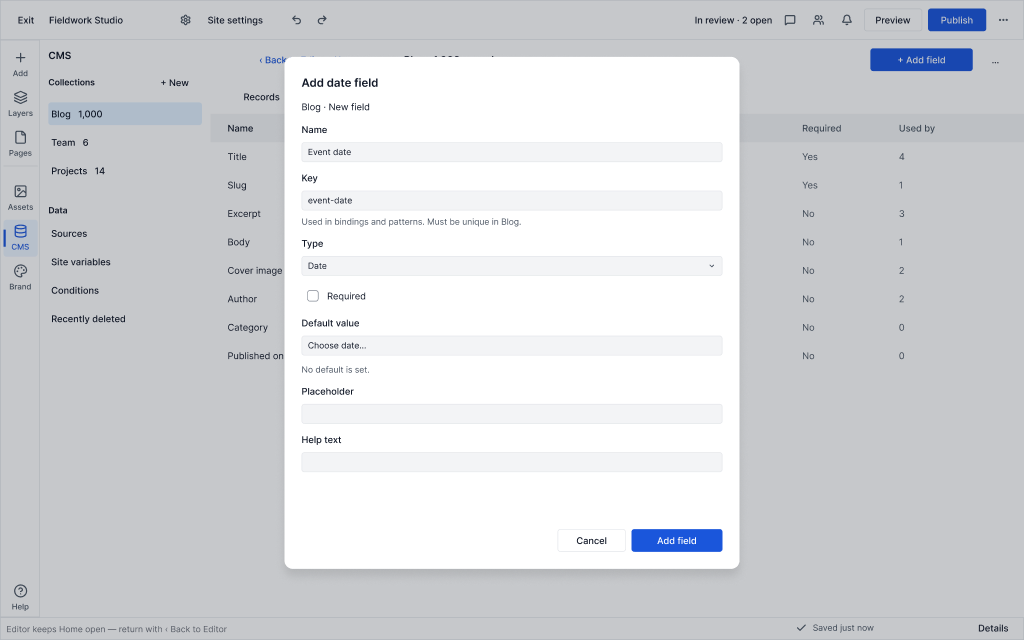 Exit Fieldwork Studio Site settings In review · 2 open Preview Publish
Add
Layers
Pages
Assets
CMS
Brand
Help
CMS
Collections + New
Blog 1,000
Team 6
Projects 14
Data
Sources
Site variables
Conditions
Recently deleted
‹ Back
+ Add field
Records
Name Required Used by
Title Yes 4
Slug Yes 1
Excerpt No 3
Body No 1
Cover image No 2
Author No 2
Category No 0
Published on No 0
Add date field
Blog · New field
Name
Event date
Key
event-date
Used in bindings and patterns. Must be unique in Blog.
Type
Date
Required
Default value
Choose date...
No default is set.
Placeholder
Help text
Cancel Add field
Editor keeps Home open — return with ‹ Back to Editor Saved just now Details